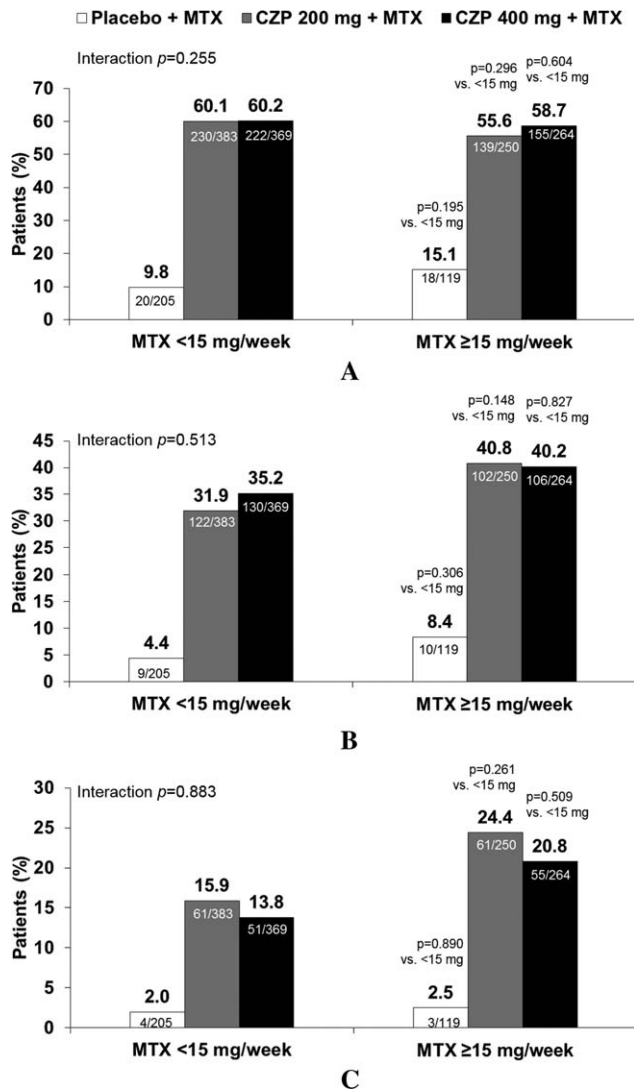 Placebo + MTX CZP 200 mg + MTX CZP 400 mg + MTX
Interaction p=0.255
p=0.296
vs. <15 mg
p=0.604
vs. <15 mg
Patients (%)
70
60
50
40
30
20
10
0
9.8
20/205
60.1
230/383
60.2
222/369
p=0.195
vs. <15 mg
15.1
18/119
55.6
139/250
58.7
155/264
MTX <15 mg/week MTX ≥15 mg/week
A
Interaction p=0.513
p=0.148
vs. <15 mg
p=0.827
vs. <15 mg
Patients (%)
45
40
35
30
25
20
15
10
5
0
4.4
9/205
31.9
122/383
35.2
130/369
p=0.306
vs. <15 mg
8.4
10/119
40.8
102/250
40.2
106/264
MTX <15 mg/week MTX ≥15 mg/week
B
Interaction p=0.883
p=0.261
vs. <15 mg
p=0.509
vs. <15 mg
Patients (%)
30
25
20
15
10
5
0
2.0
4/205
15.9
61/383
13.8
51/369
p=0.890
vs. <15 mg
2.5
3/119
24.4
61/250
20.8
55/264
MTX <15 mg/week MTX ≥15 mg/week
C